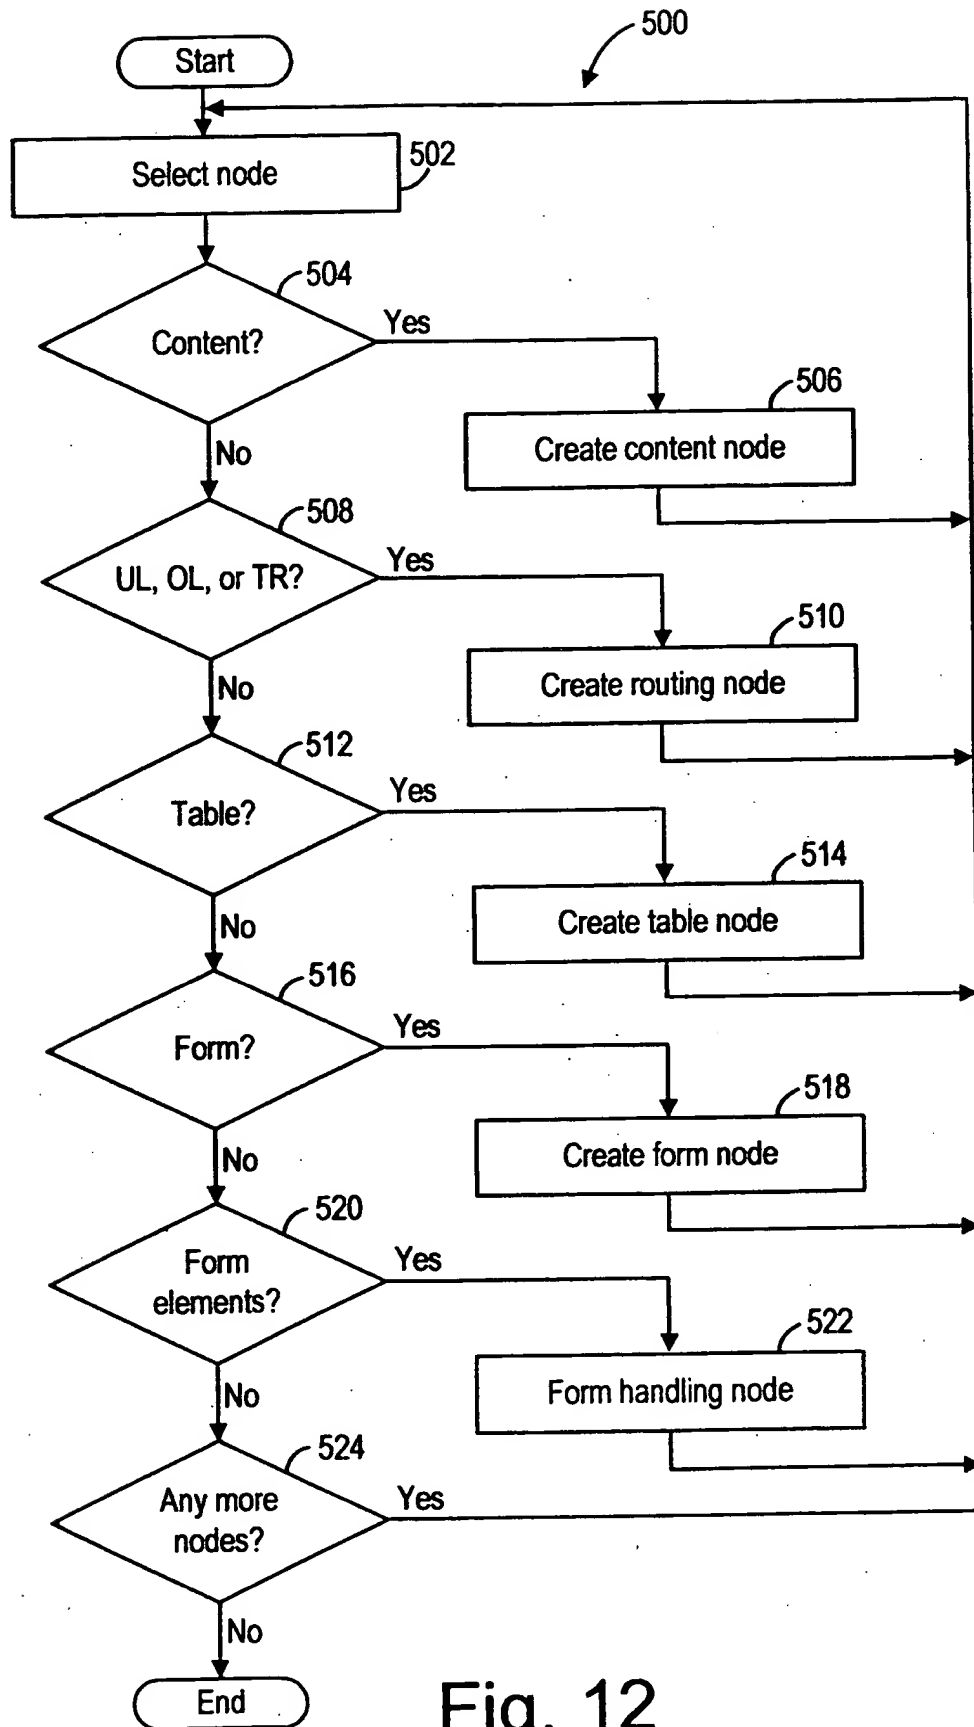 500
Start
Select node
502
504
Content?
Yes
506
Create content node
No
508
UL, OL, or TR?
Yes
510
Create routing node
No
512
Table?
Yes
514
Create table node
No
516
Form?
Yes
518
Create form node
No
520
Form
elements?
Yes
522
Form handling node
No
524
Any more
nodes?
Yes
No
End
Fig. 12